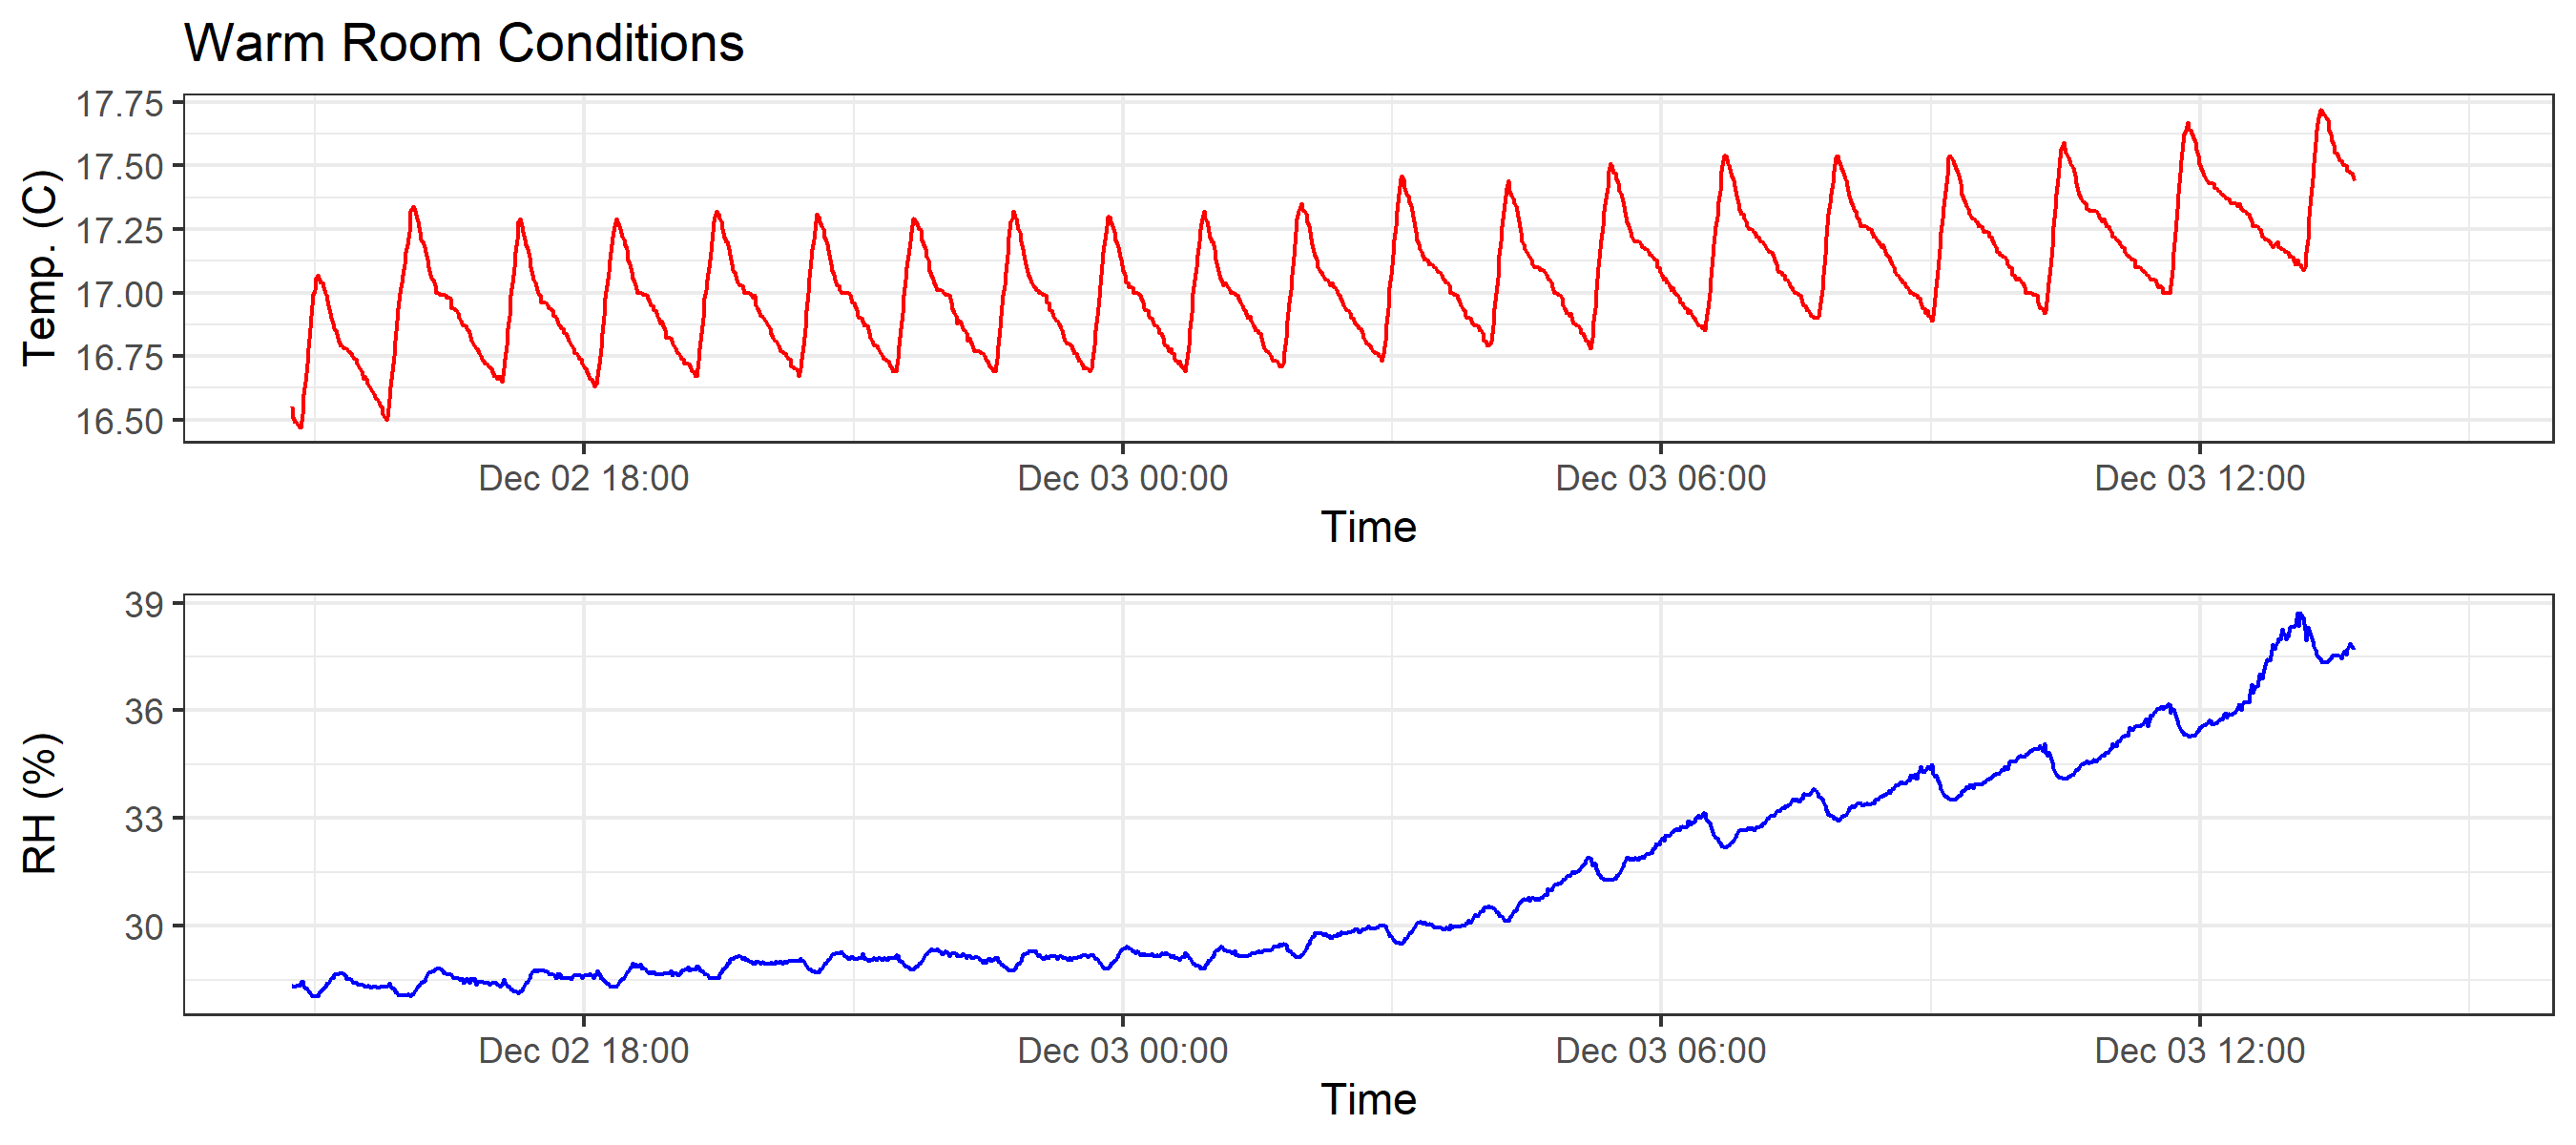 Warm Room Conditions
17.75
17.50
17.25
17.00
16.75
16.50
Temp. (C)
Dec 02 18:00 Dec 03 00:00 Dec 03 06:00 Dec 03 12:00
Time
39
36
33
30
RH (%)
Dec 02 18:00 Dec 03 00:00 Dec 03 06:00 Dec 03 12:00
Time